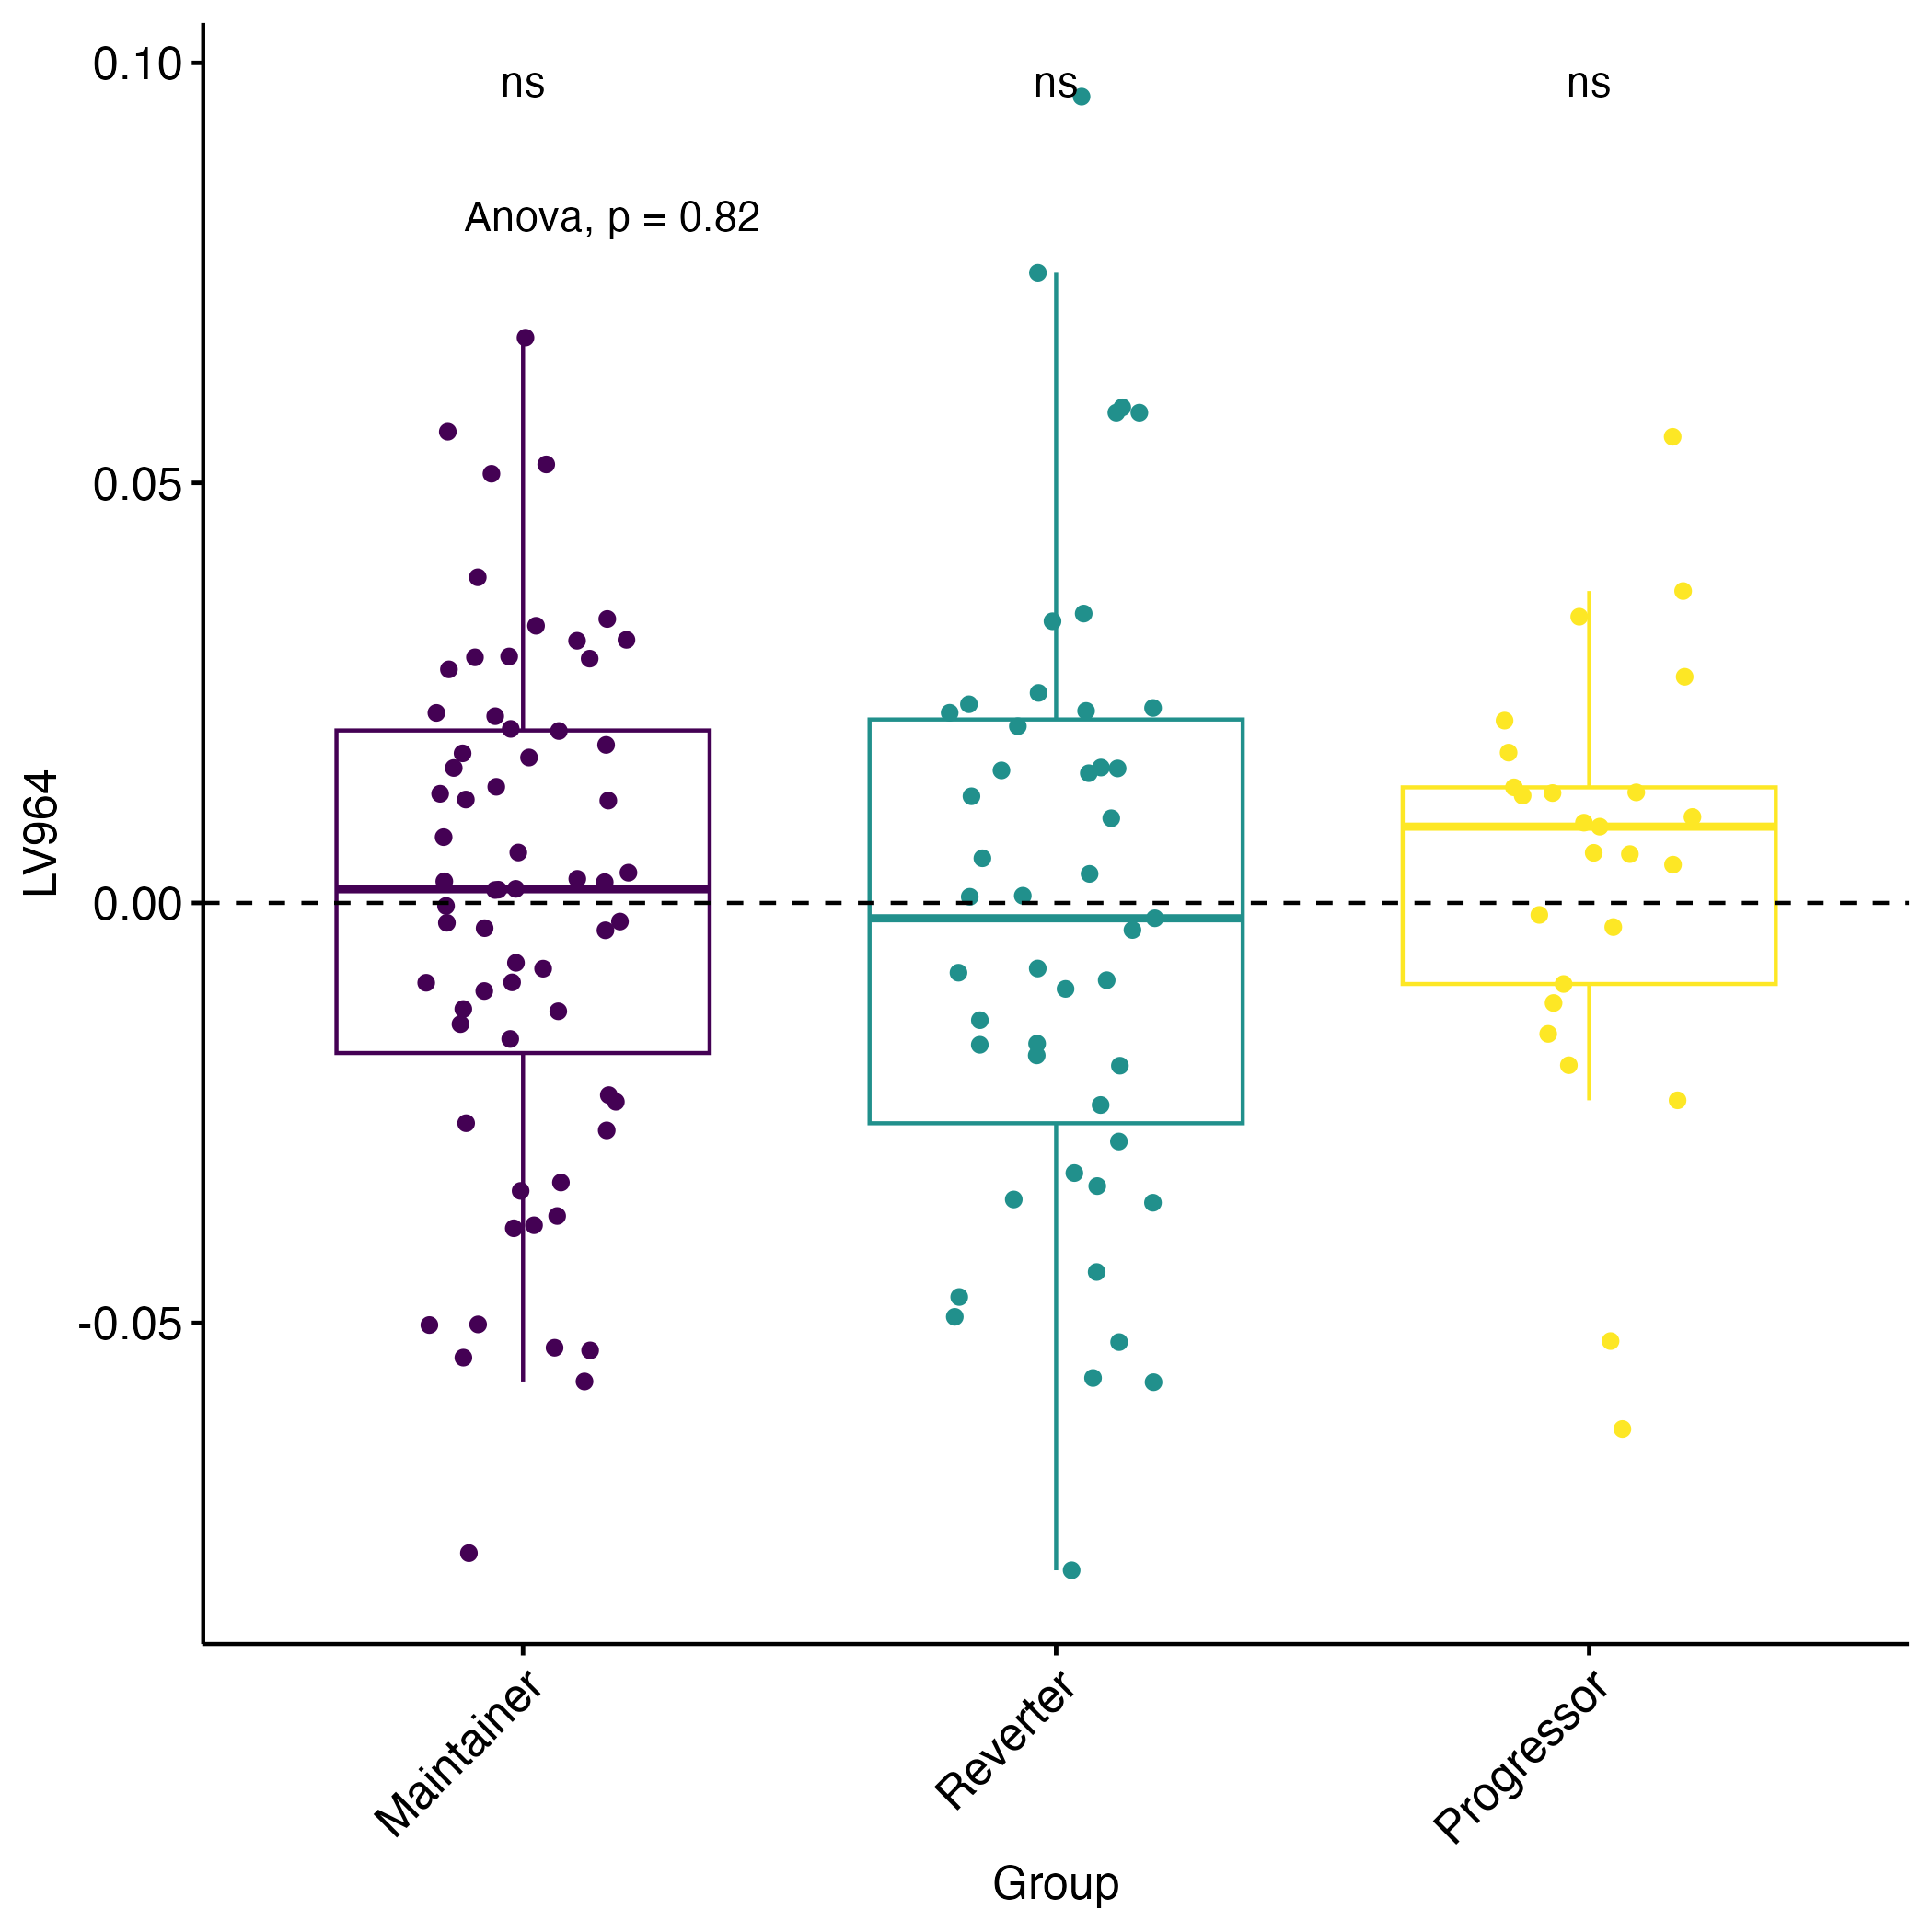 ns
ns
ns
Anova, p = 0.82
0.10
0.05
0.00
-0.05
LV964
Maintainer
Reverter
Progressor
Group